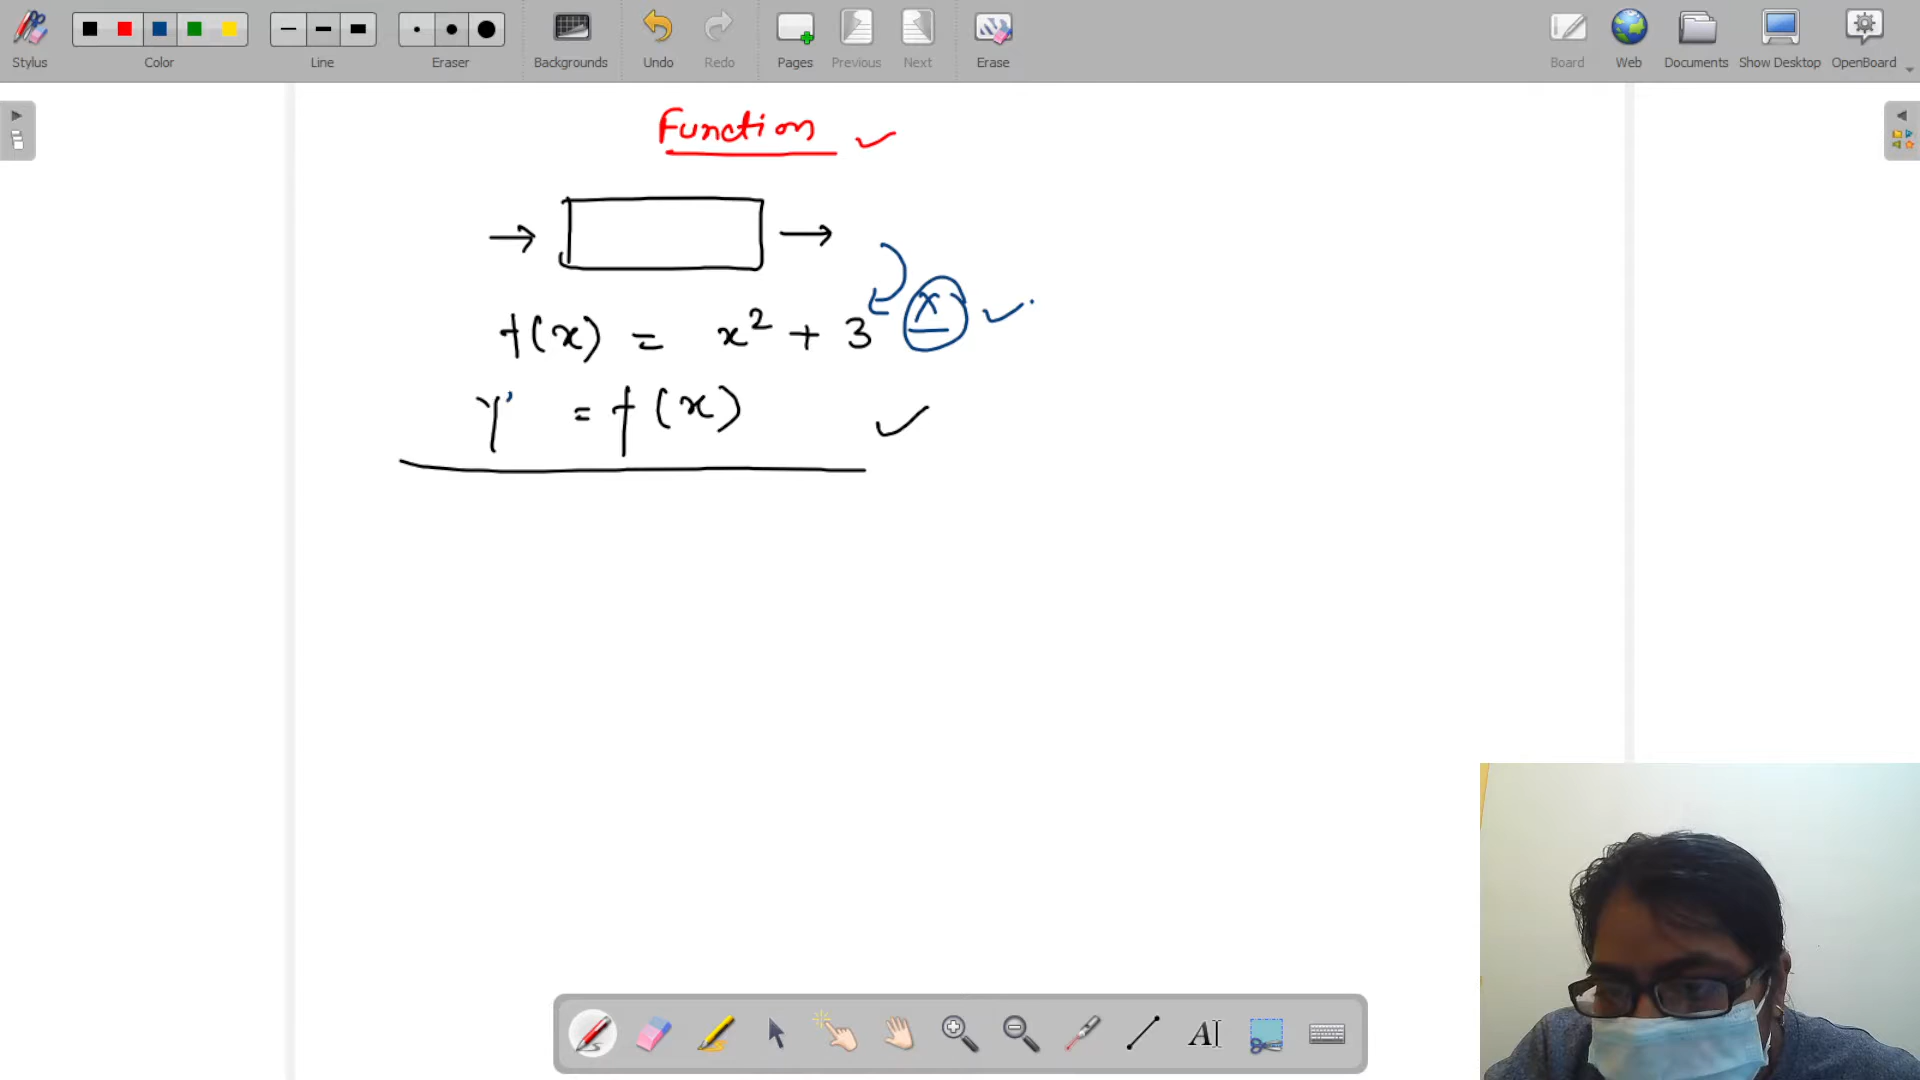 Stylus Color Line Eraser Backgrounds Undo Redo Pages Previous Next Erase Board Web Documents Show Desktop OpenBoard
Function ✓
→ →
f(x) = x² + 3 x ✓
y = f(x) ✓